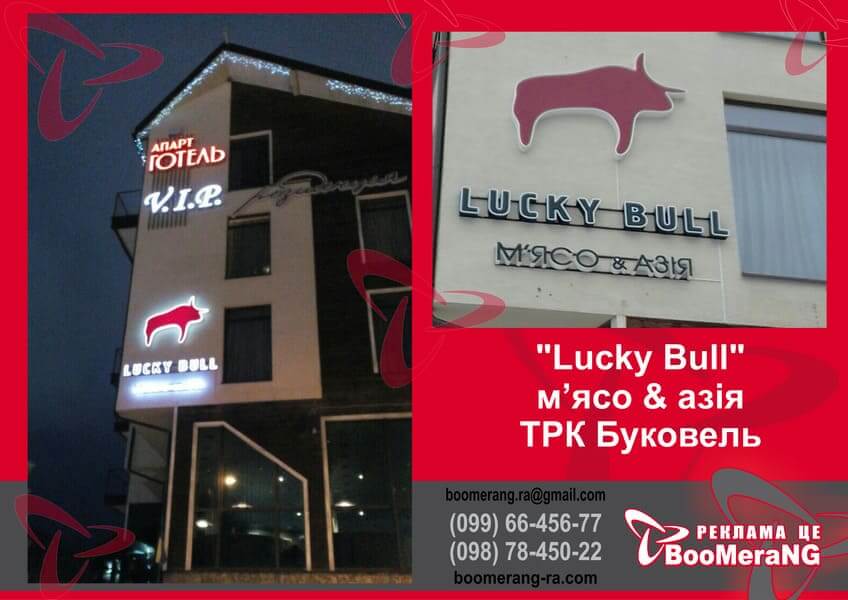 АПАРТ
ГОТЕЛЬ
V.I.P.
резиденція
LUCKY BULL
LUCKY BULL
М'ЯСО & АЗІЯ
"Lucky Bull"
м’ясо & азія
ТРК Буковель
boomerang.ra@gmail.com
(099) 66-456-77
(098) 78-450-22
boomerang-ra.com
РЕКЛАМА ЦЕ
BooMeraNG